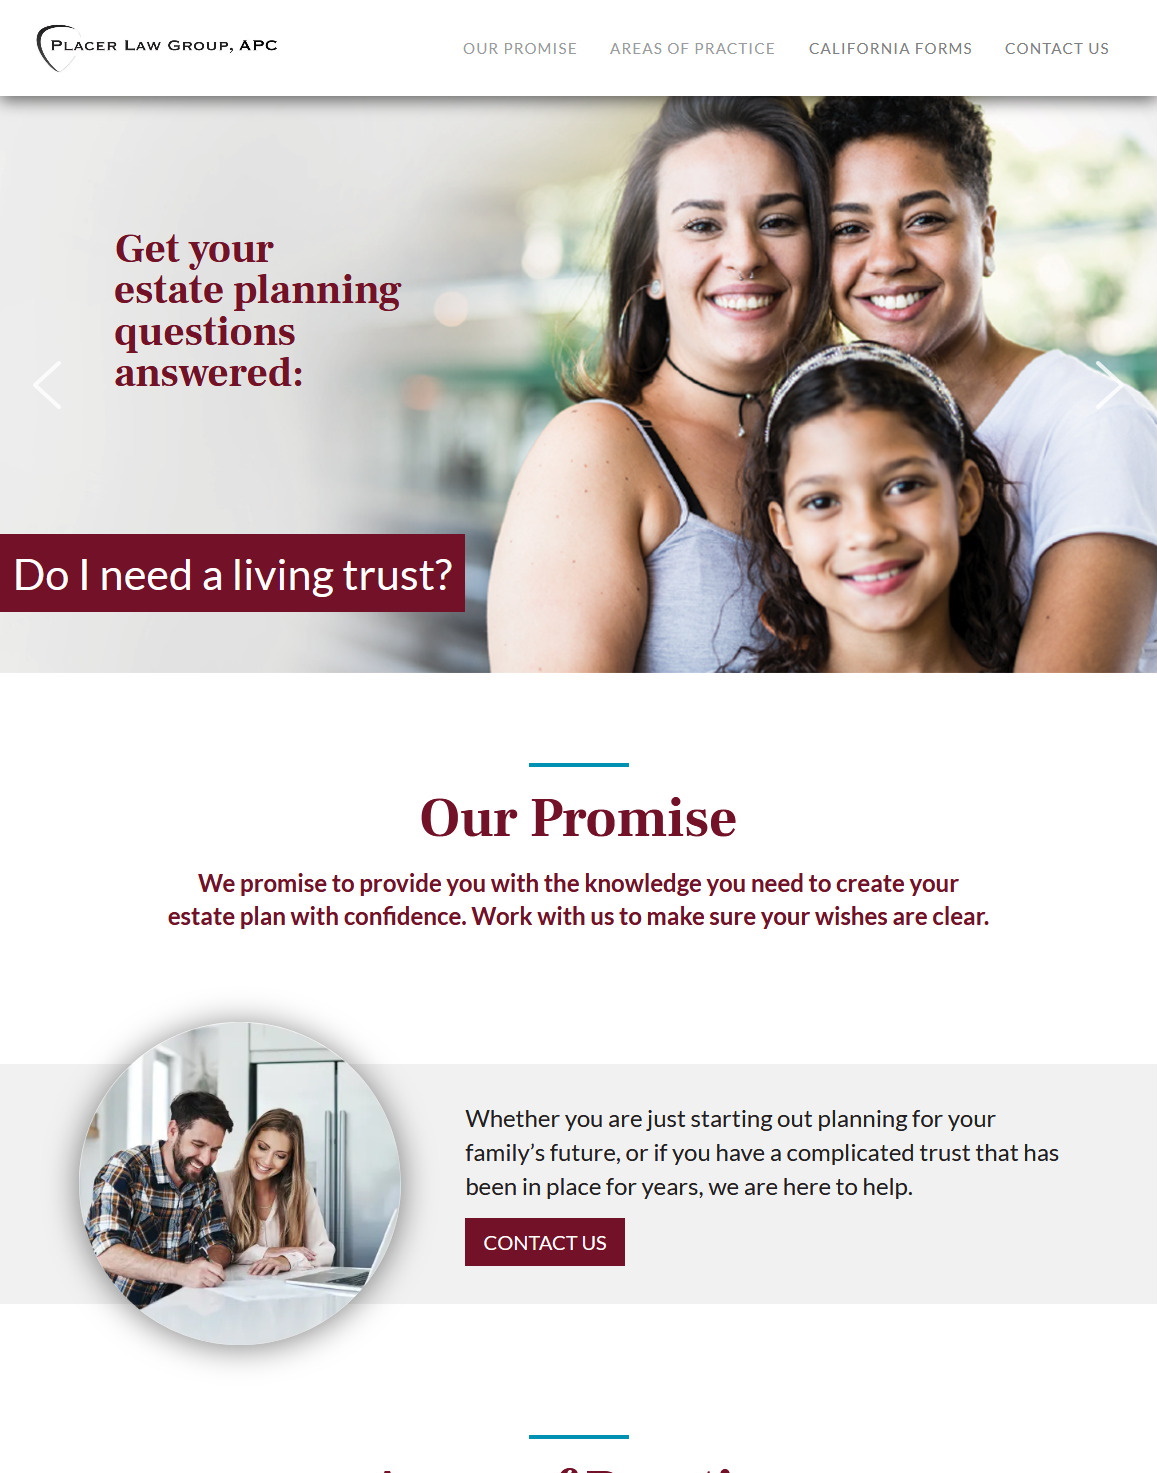 PLACER LAW GROUP, APC
OUR PROMISE
AREAS OF PRACTICE
CALIFORNIA FORMS
CONTACT US
Get your
estate planning
questions
answered:
Do I need a living trust?
Our Promise
We promise to provide you with the knowledge you need to create your
estate plan with confidence. Work with us to make sure your wishes are clear.
Whether you are just starting out planning for your
family’s future, or if you have a complicated trust that has
been in place for years, we are here to help.
CONTACT US